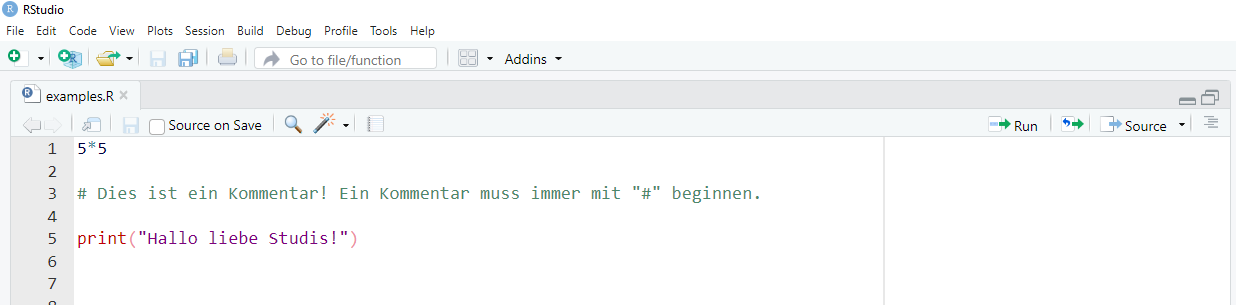 RStudio
File Edit Code View Plots Session Build Debug Profile Tools Help
Go to file/function Addins
examples.R
Source on Save Run Source
1 5*5
2
3 # Dies ist ein Kommentar! Ein Kommentar muss immer mit "#" beginnen.
4
5 print("Hallo liebe Studis!")
6
7
8